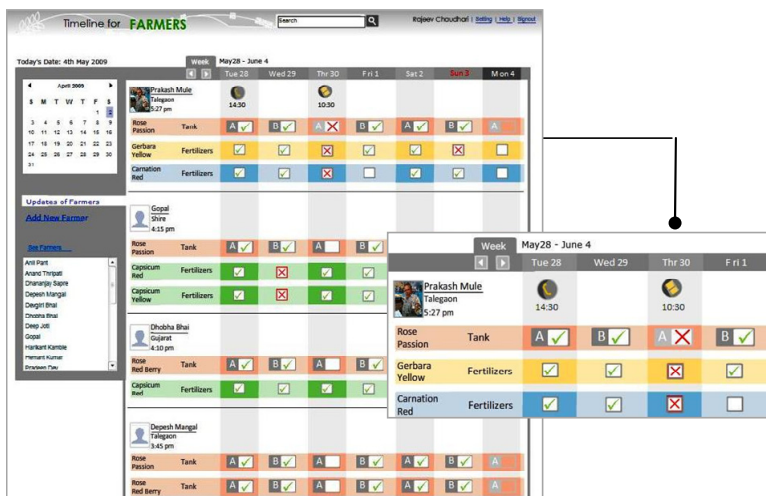 Timeline for FARMERS
Search
Rajeev Choudhari | Setting | Help | Signout
Today's Date: 4th May 2009
Week May28 - June 4
Tue 28 Wed 29 Thr 30 Fri 1 Sat 2 Sun 3 Mon 4
April 2009
S M T W T F S
1 2
3 4 5 6 7 8 9
10 11 12 13 14 15 16
17 18 19 20 21 22 23
24 25 26 27 28 29 30
31
Updates of Farmers
Add New Farmer
See Farmers
Anil Pant
Anand Thripati
Dhananjay Sapre
Depesh Mangal
Devgiri Bhai
Dhobha Bhai
Deep Joti
Gopal
Harikant Kamble
Hemant Kumar
Pradeep Dev
Prakash Mule
Telegaon
5:27 pm
14:30 10:30
Rose Passion Tank A B A B A B A
Gerbara Yellow Fertilizers
Carnation Red Fertilizers
Gopal
Shire
4:15 pm
Rose Passion Tank A B A B
Capsicum Red Fertilizers
Capsicum Yellow Fertilizers
Dhobha Bhai
Gujarat
4:10 pm
Rose Red Berry Tank A B A B
Capsicum Red Fertilizers
Depesh Mangal
Talegaon
3:45 pm
Rose Passion Tank A B A B A B A
Rose Red Berry Tank A B A B A B A
Week May28 - June 4
Tue 28 Wed 29 Thr 30 Fri 1
Prakash Mule
Talegaon
5:27 pm
14:30 10:30
Rose Passion Tank A B A B
Gerbara Yellow Fertilizers
Carnation Red Fertilizers